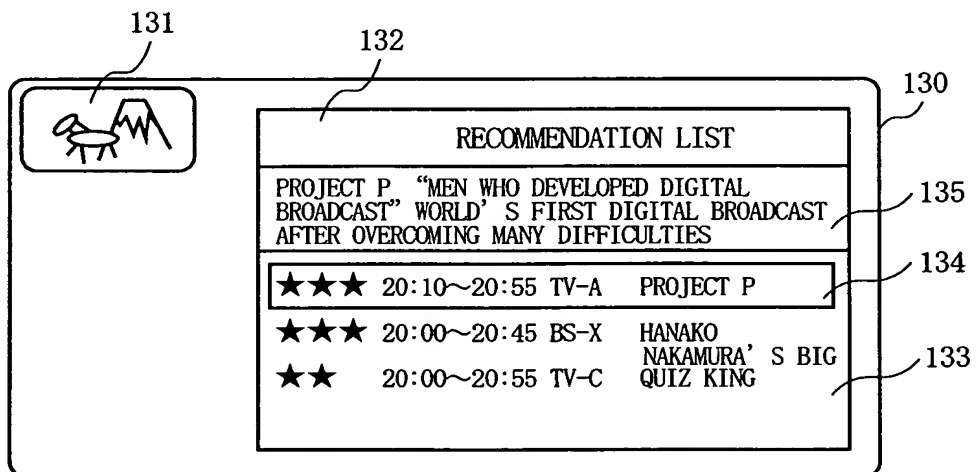 131
132
130
RECOMMENDATION LIST
PROJECT P “MEN WHO DEVELOPED DIGITAL
BROADCAST” WORLD’S FIRST DIGITAL BROADCAST
AFTER OVERCOMING MANY DIFFICULTIES
135
134
★★★ 20:10~20:55 TV-A PROJECT P
★★★ 20:00~20:45 BS-X HANAKO
NAKAMURA’S BIG
133
★★ 20:00~20:55 TV-C QUIZ KING